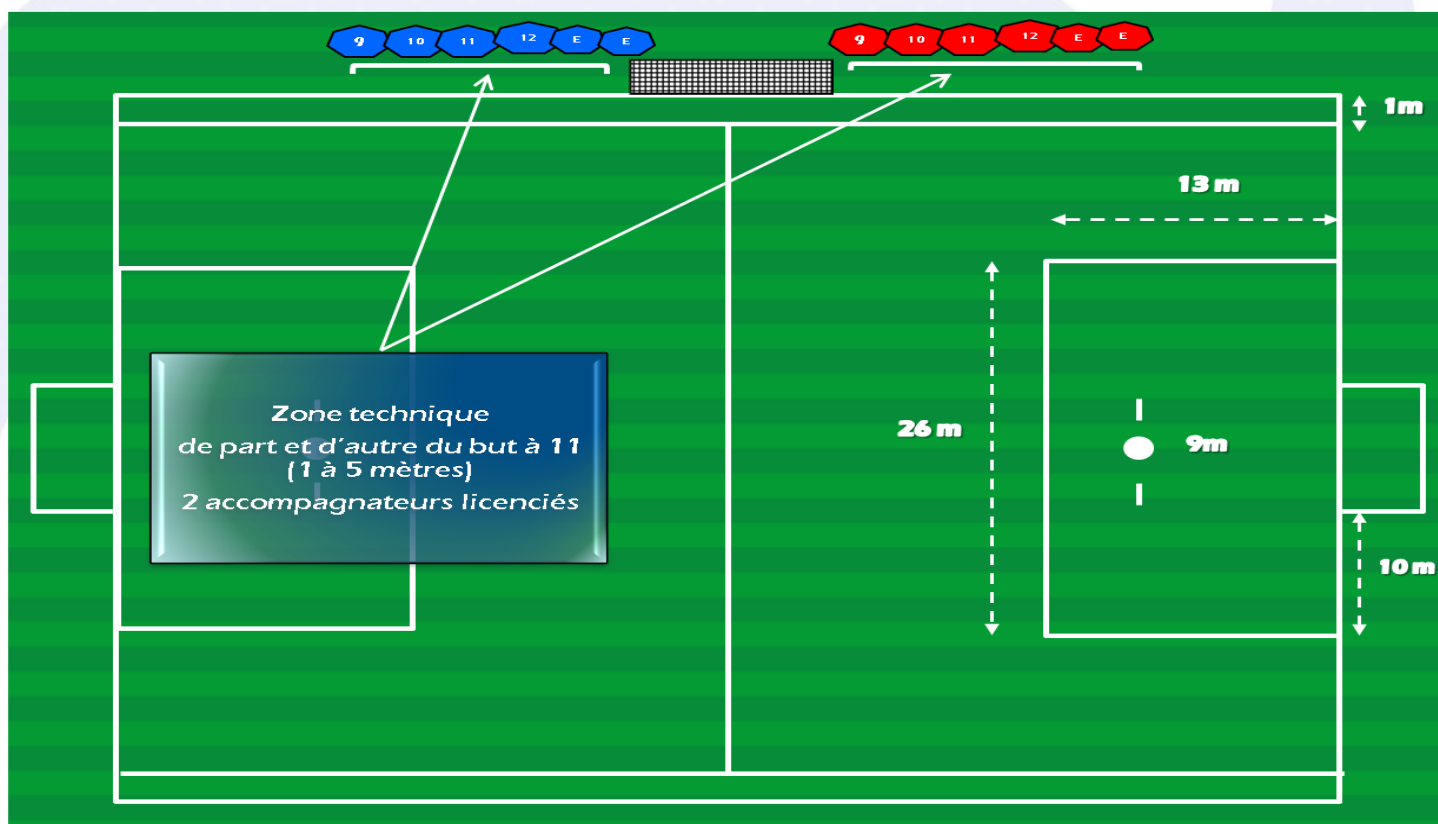 9 10 11 12 E E
9 10 11 12 E E
1m
13 m
26 m
9m
10 m
Zone technique
de part et d'autre du but à 11
(1 à 5 mètres)
2 accompagnateurs licenciés